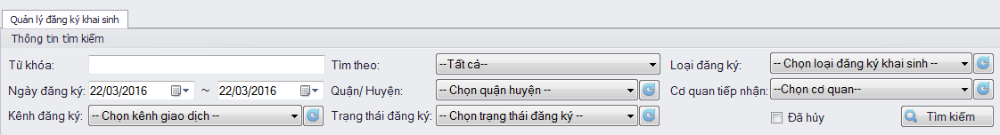 Quản lý đăng ký khai sinh
Thông tin tìm kiếm
Từ khóa: Tìm theo: --Tất cả-- Loại đăng ký: -- Chọn loại đăng ký khai sinh --
Ngày đăng ký: 22/03/2016 ~ 22/03/2016 Quận/ Huyện: -- Chọn quận huyện -- Cơ quan tiếp nhận: --Chọn cơ quan--
Kênh đăng ký: -- Chọn kênh giao dịch -- Trạng thái đăng ký: -- Chọn trạng thái đăng ký -- Đã hủy Tìm kiếm